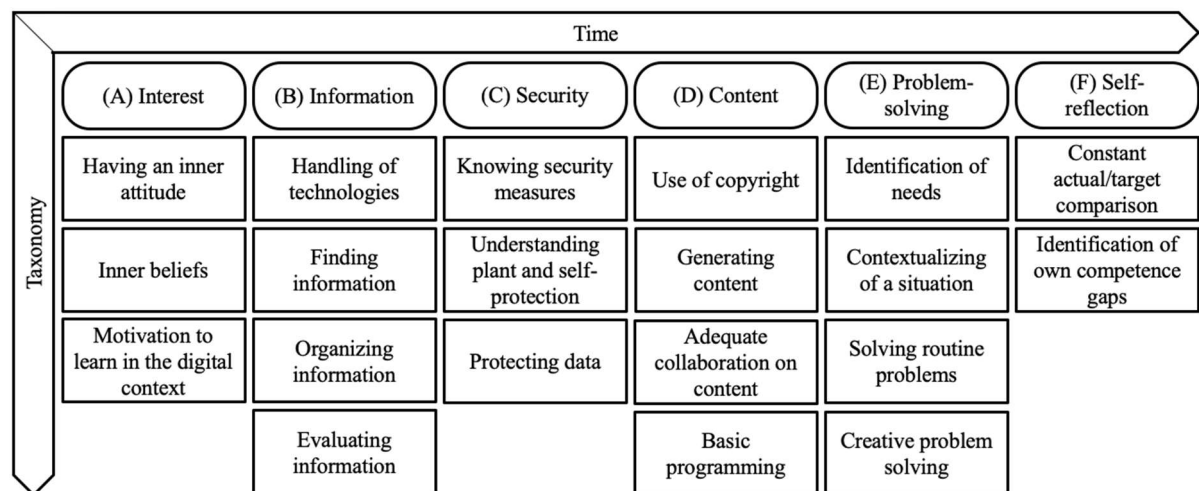 Time
Taxonomy
(A) Interest
(B) Information
(C) Security
(D) Content
(E) Problem-
solving
(F) Self-
reflection
Having an inner
attitude
Handling of
technologies
Knowing security
measures
Use of copyright
Identification of
needs
Constant
actual/target
comparison
Inner beliefs
Finding
information
Understanding
plant and self-
protection
Generating
content
Contextualizing
of a situation
Identification of
own competence
gaps
Motivation to
learn in the digital
context
Organizing
information
Protecting data
Adequate
collaboration on
content
Solving routine
problems
Evaluating
information
Basic
programming
Creative problem
solving